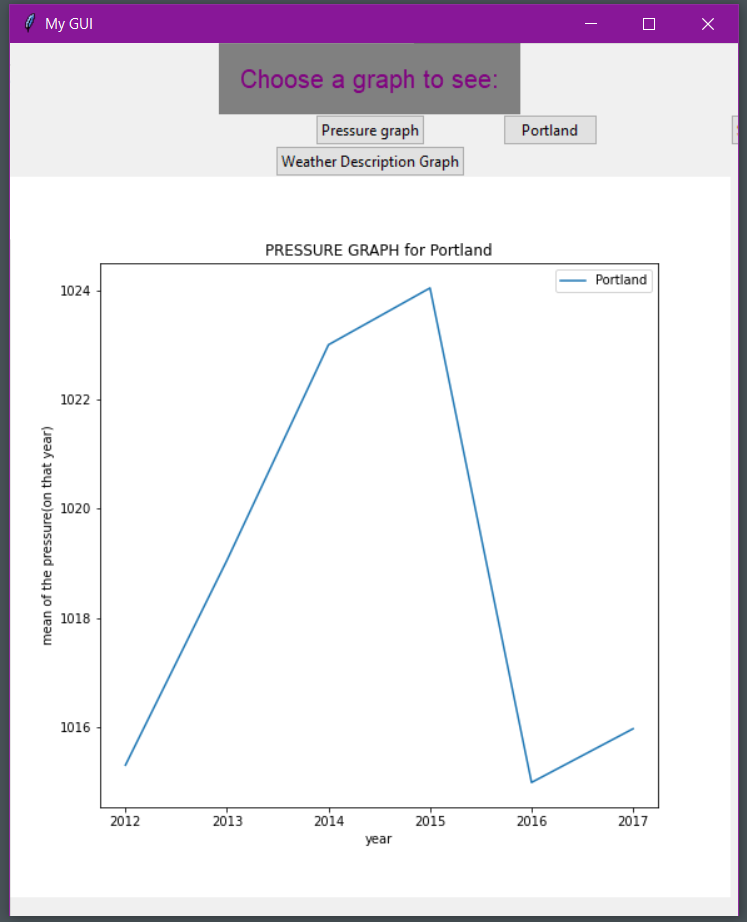 My GUI
Choose a graph to see:
Pressure graph Portland
Weather Description Graph
PRESSURE GRAPH for Portland
Portland
1024
1022
1020
1018
1016
mean of the pressure(on that year)
2012 2013 2014 2015 2016 2017
year